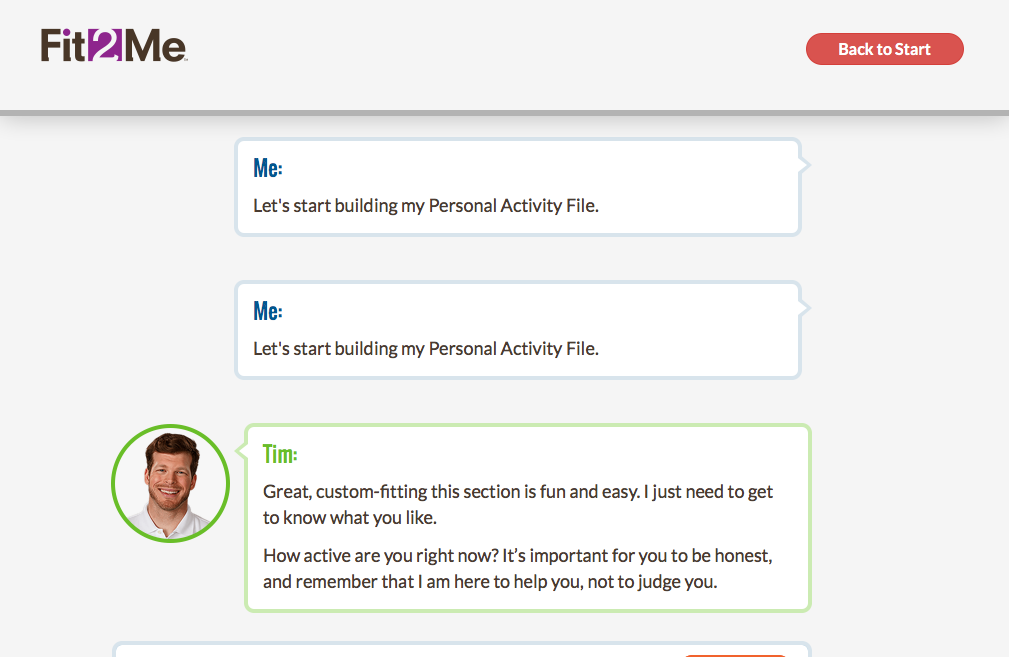 Fit2Me
Back to Start
Me:
Let's start building my Personal Activity File.
Me:
Let's start building my Personal Activity File.
Tim:
Great, custom-fitting this section is fun and easy. I just need to get
to know what you like.
How active are you right now? It’s important for you to be honest,
and remember that I am here to help you, not to judge you.